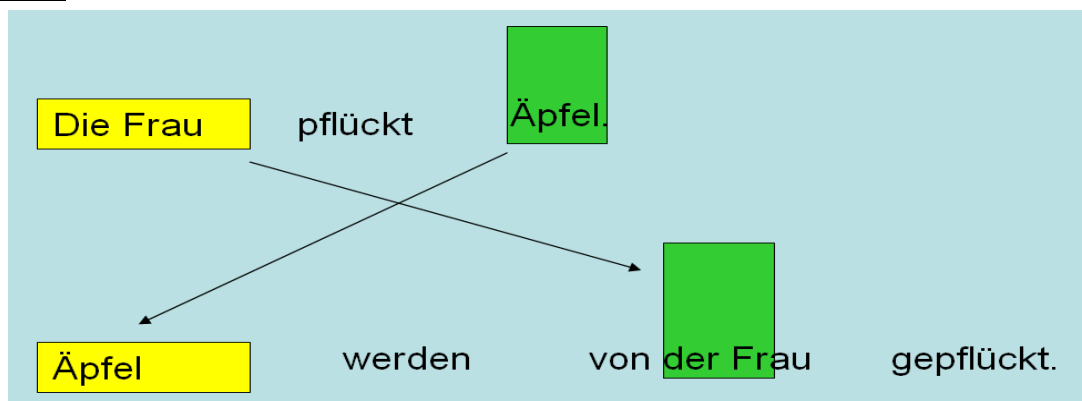 Die Frau pflückt Äpfel.
Äpfel werden von der Frau gepflückt.